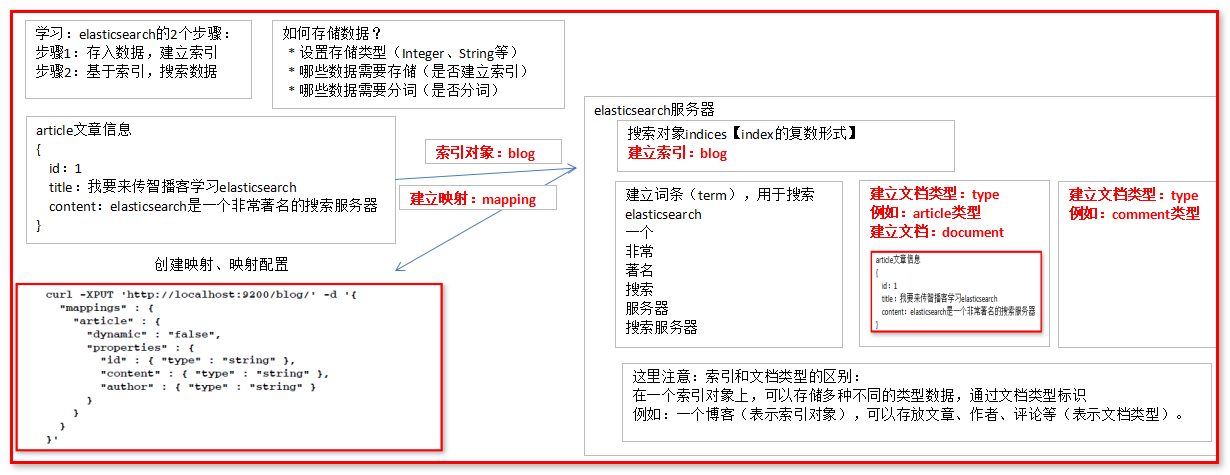 学习：elasticsearch的2个步骤：
步骤1：存入数据，建立索引
步骤2：基于索引，搜索数据
如何存储数据？
* 设置存储类型（Integer、String等）
* 哪些数据需要存储（是否建立索引）
* 哪些数据需要分词（是否分词）
article文章信息
{
id：1
title：我要来传智播客学习elasticsearch
content：elasticsearch是一个非常著名的搜索服务器
}
索引对象：blog
建立映射：mapping
创建映射、映射配置
curl -XPUT 'http://localhost:9200/blog/' -d '{
"mappings" : {
"article" : {
"dynamic" : "false",
"properties" : {
"id" : { "type" : "string" },
"content" : { "type" : "string" },
"author" : { "type" : "string" }
}
}
}
}'
elasticsearch服务器
搜索对象indices【index的复数形式】
建立索引：blog
建立词条（term），用于搜索
elasticsearch
一个
非常
著名
搜索
服务器
搜索服务器
建立文档类型：type
例如：article类型
建立文档：document
article文章信息
{
id：1
title：我要来传智播客学习elasticsearch
content：elasticsearch是一个非常著名的搜索服务器
}
建立文档类型：type
例如：comment类型
这里注意：索引和文档类型的区别：
在一个索引对象上，可以存储多种不同的类型数据，通过文档类型标识
例如：一个博客（表示索引对象），可以存放文章、作者、评论等（表示文档类型）。